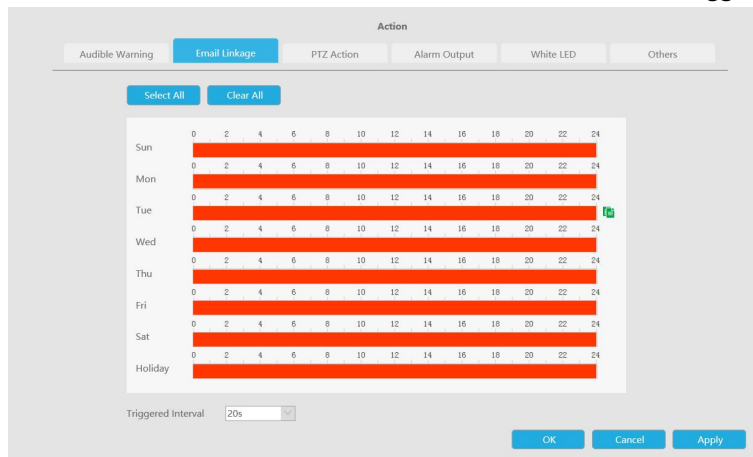 gg
Action
Audible Warning Email Linkage PTZ Action Alarm Output White LED Others
Select All Clear All
0 2 4 6 8 10 12 14 16 18 20 22 24
Sun
0 2 4 6 8 10 12 14 16 18 20 22 24
Mon
0 2 4 6 8 10 12 14 16 18 20 22 24
Tue
0 2 4 6 8 10 12 14 16 18 20 22 24
Wed
0 2 4 6 8 10 12 14 16 18 20 22 24
Thu
0 2 4 6 8 10 12 14 16 18 20 22 24
Fri
0 2 4 6 8 10 12 14 16 18 20 22 24
Sat
0 2 4 6 8 10 12 14 16 18 20 22 24
Holiday
Triggered Interval 20s
OK Cancel Apply